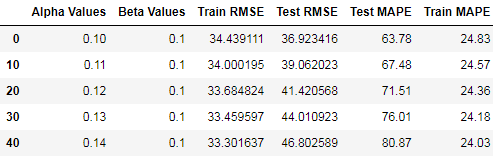 Alpha Values Beta Values Train RMSE Test RMSE Test MAPE Train MAPE
0 0.10 0.1 34.439111 36.923416 63.78 24.83
10 0.11 0.1 34.000195 39.062023 67.48 24.57
20 0.12 0.1 33.684824 41.420568 71.51 24.36
30 0.13 0.1 33.459597 44.010923 76.01 24.18
40 0.14 0.1 33.301637 46.802589 80.87 24.03